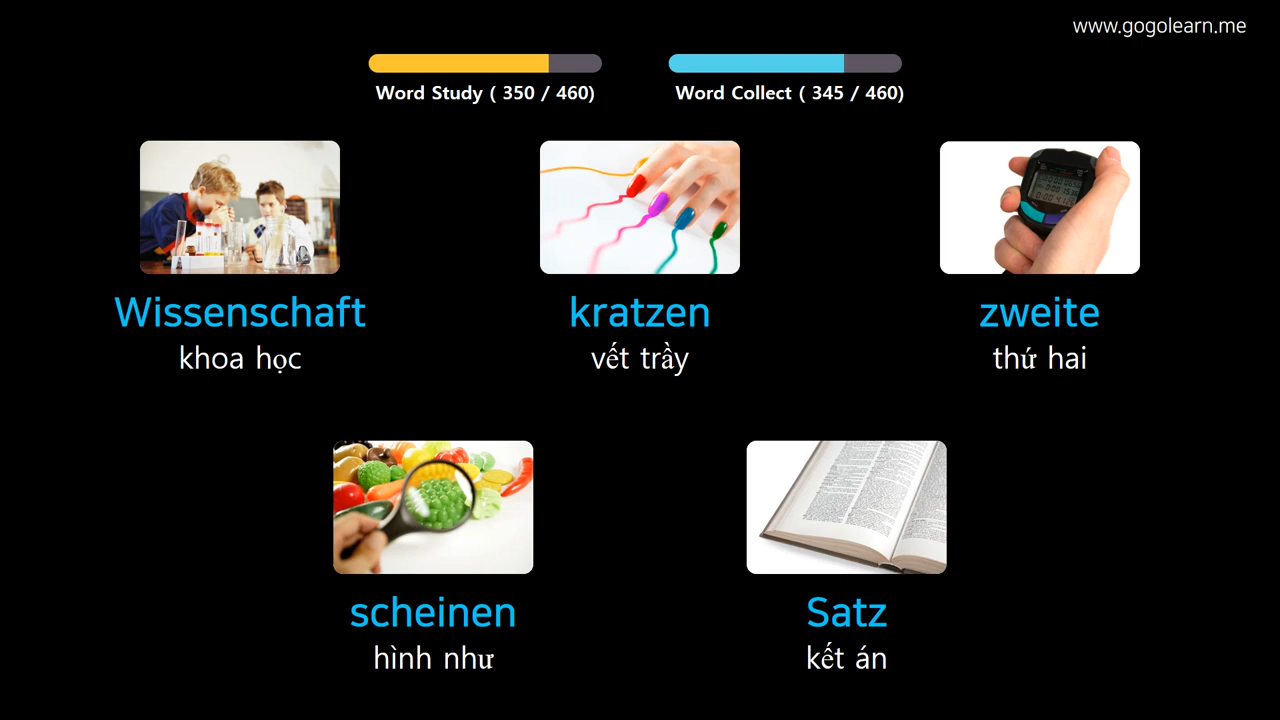 www.gogolearn.me
Word Study ( 350 / 460)
Word Collect ( 345 / 460)
Wissenschaft
khoa học
kratzen
vết trầy
zweite
thứ hai
scheinen
hình như
Satz
kết án